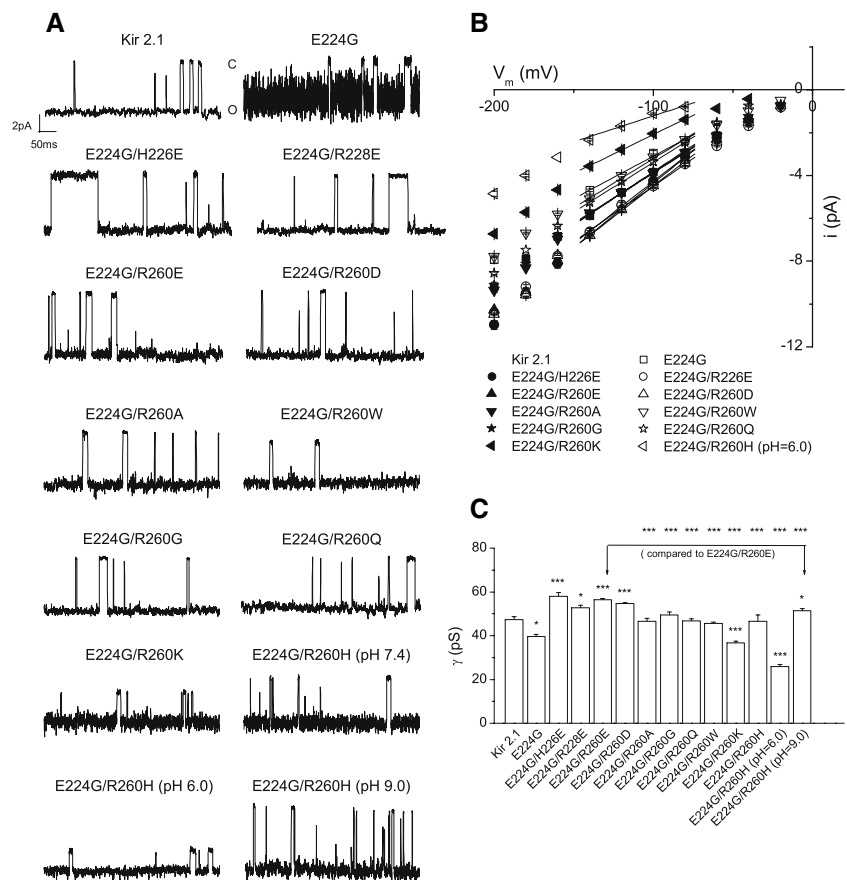 A
Kir 2.1
E224G
C
O
2pA
50ms
E224G/H226E
E224G/R228E
E224G/R260E
E224G/R260D
E224G/R260A
E224G/R260W
E224G/R260G
E224G/R260Q
E224G/R260K
E224G/R260H (pH 7.4)
E224G/R260H (pH 6.0)
E224G/R260H (pH 9.0)
B
Vm (mV)
-200
-100
0
0
-4
-8
-12
i (pA)
Kir 2.1
E224G
E224G/H226E
E224G/R226E
E224G/R260E
E224G/R260D
E224G/R260A
E224G/R260W
E224G/R260G
E224G/R260Q
E224G/R260K
E224G/R260H (pH=6.0)
C
*** *** *** *** *** *** *** ***
( compared to E224G/R260E)
80
60
40
20
0
γ (pS)
*
***
*
***
***
***
***
*
Kir 2.1
E224G
E224G/H226E
E224G/R228E
E224G/R260E
E224G/R260D
E224G/R260A
E224G/R260G
E224G/R260Q
E224G/R260W
E224G/R260K
E224G/R260H
E224G/R260H (pH=6.0)
E224G/R260H (pH=9.0)